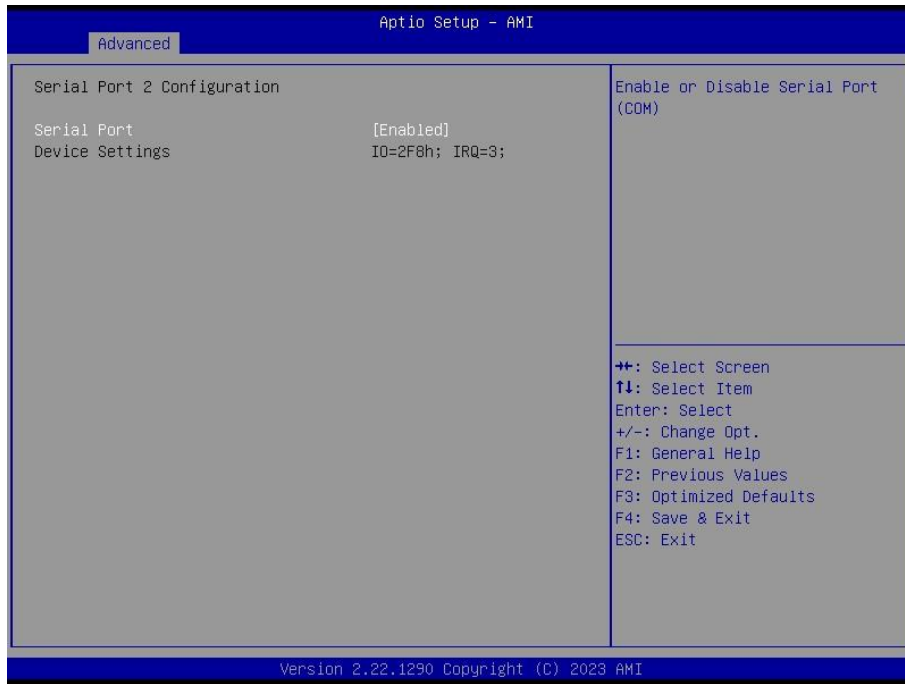 Aptio Setup – AMI
Advanced
Serial Port 2 Configuration
Serial Port [Enabled]
Device Settings IO=2F8h; IRQ=3;
Enable or Disable Serial Port
(COM)
→←: Select Screen
↑↓: Select Item
Enter: Select
+/-: Change Opt.
F1: General Help
F2: Previous Values
F3: Optimized Defaults
F4: Save & Exit
ESC: Exit
Version 2.22.1290 Copyright (C) 2023 AMI